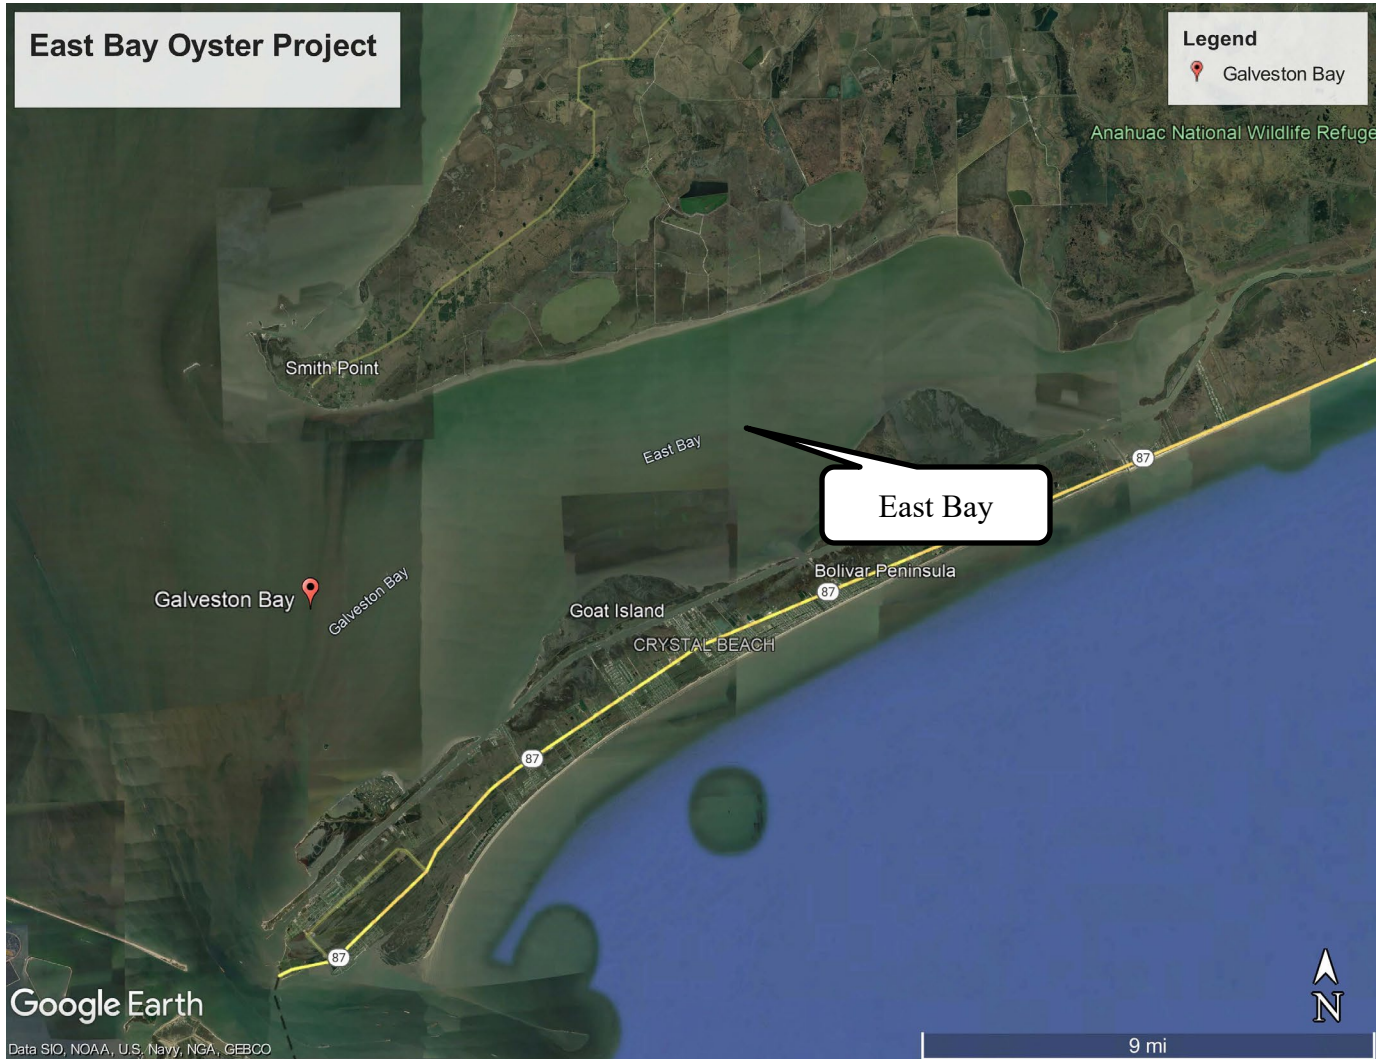 East Bay Oyster Project
Legend
Galveston Bay
Anahuac National Wildlife Refuge
Smith Point
East Bay
87
East Bay
Bolivar Peninsula
87
Galveston Bay
Galveston Bay
Goat Island
CRYSTAL BEACH
87
87
N
Google Earth
Data SIO, NOAA, U.S. Navy, NGA, GEBCO
9 mi